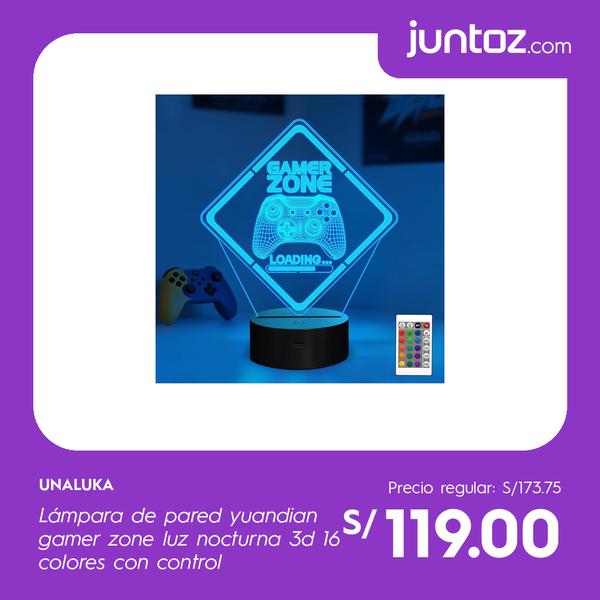 juntoz.com
GAMER
ZONE
LOADING...
UNALUKA
Lámpara de pared yuandian
gamer zone luz nocturna 3d 16
colores con control
Precio regular: S/173.75
S/119.00